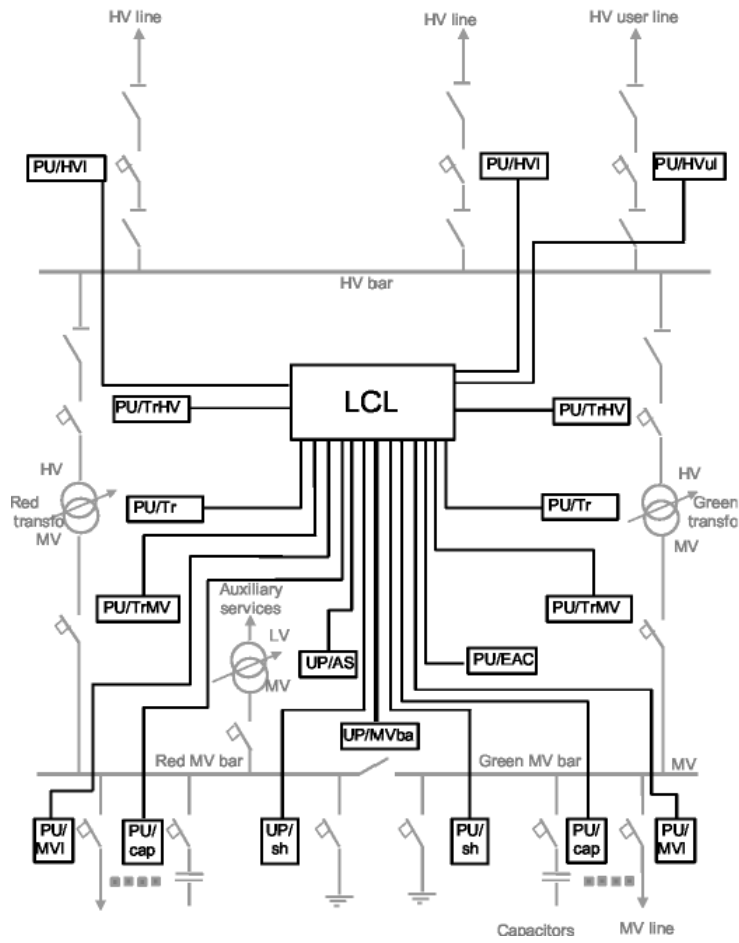 HV line
HV line
HV user line
PU/HVl
PU/HVl
PU/HVul
HV bar
LCL
PU/TrHV
PU/TrHV
HV
HV
Red
transfo
MV
PU/Tr
PU/Tr
Green
transfo
MV
PU/TrMV
Auxiliary
services
PU/TrMV
LV
MV
UP/AS
PU/EAC
UP/MVba
Red MV bar
Green MV bar
MV
PU/
MVl
PU/
cap
UP/
sh
PU/
sh
PU/
cap
PU/
MVl
Capacitors
MV line